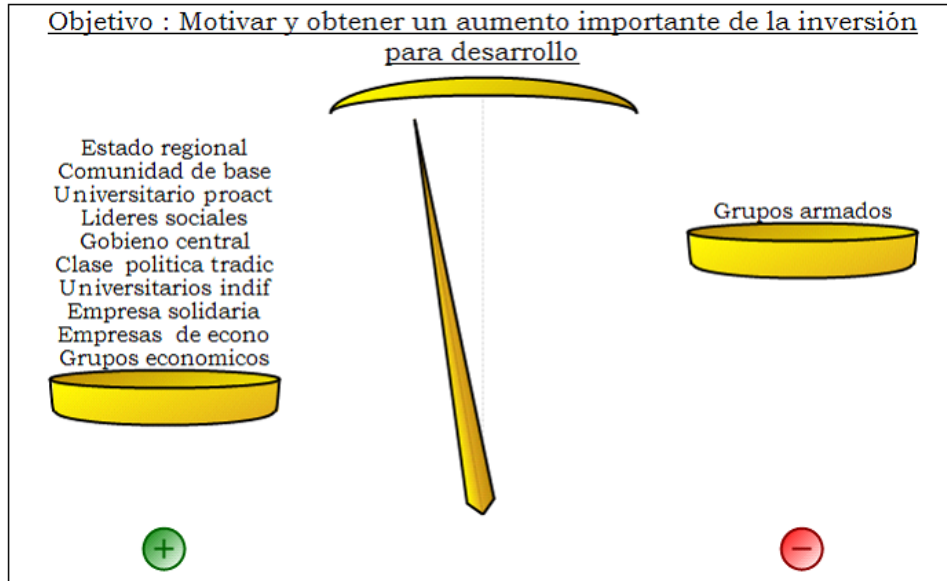 Objetivo : Motivar y obtener un aumento importante de la inversión
para desarrollo
Estado regional
Comunidad de base
Universitario proact
Lideres sociales
Gobieno central
Clase politica tradic
Universitarios indif
Empresa solidaria
Empresas de econo
Grupos economicos
Grupos armados
+
−